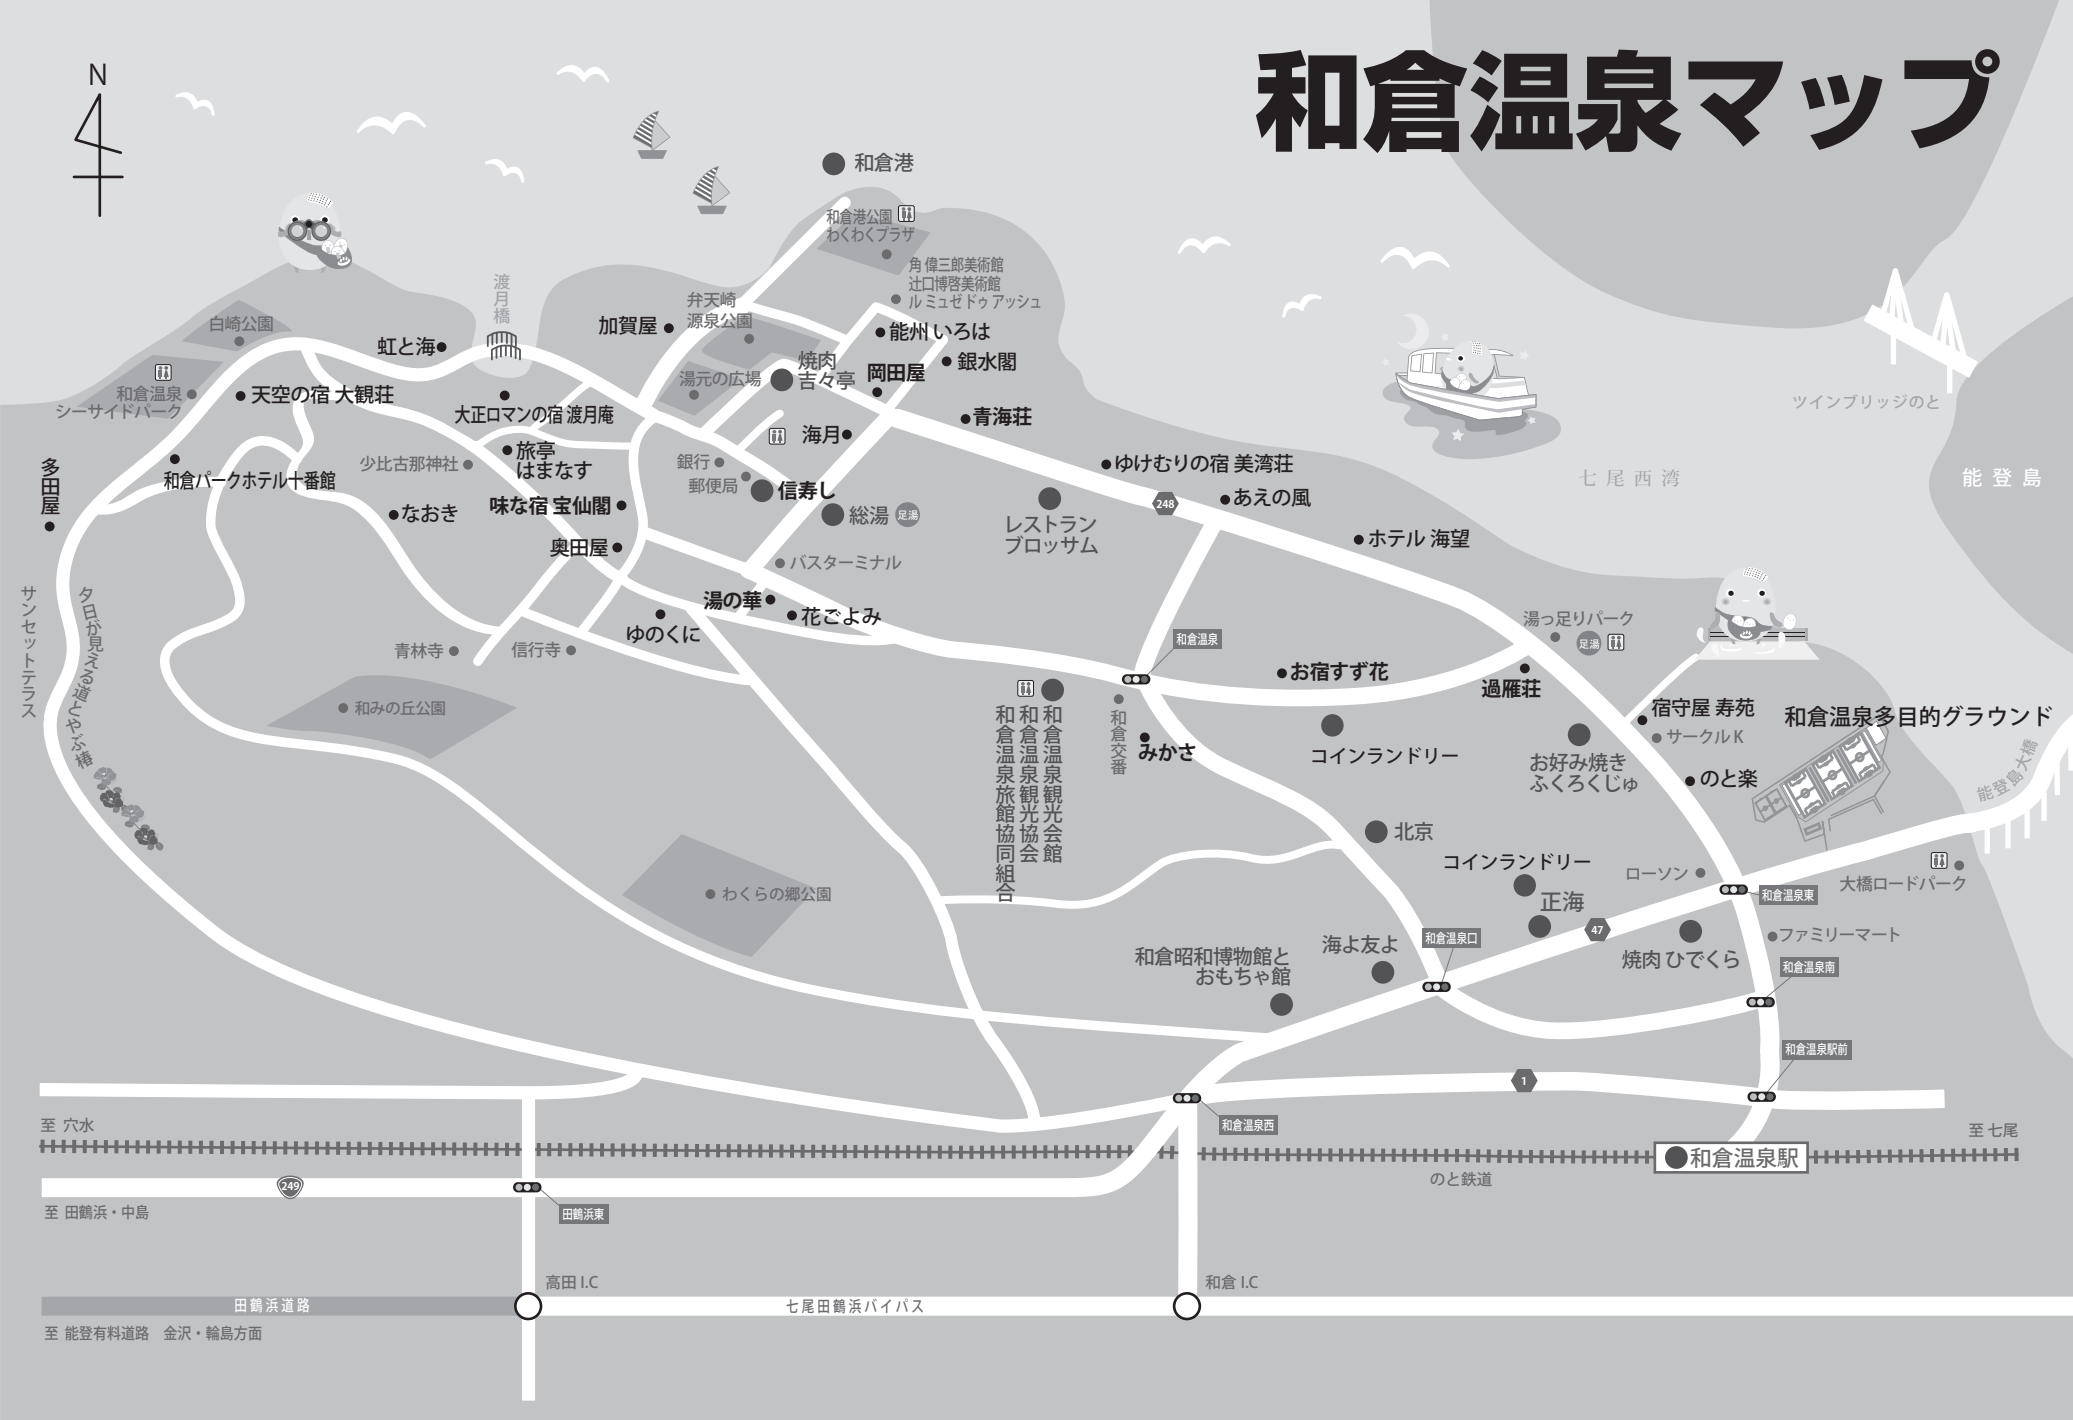 和倉温泉マップ
N
和倉港
和倉港公園
わくわくプラザ
角 偉三郎美術館
辻口博啓美術館
ル ミュゼ ドゥ アッシュ
渡月橋
弁天崎
源泉公園
加賀屋
能州 いろは
銀水閣
白崎公園
虹と海
焼肉
吉々亭
岡田屋
湯元の広場
和倉温泉
シーサイドパーク
天空の宿 大観荘
大正ロマンの宿 渡月庵
青海荘
海月
ツインブリッジのと
七尾西湾
能登島
多田屋
和倉パークホテル十番館
少比古那神社
旅亭
はまなす
銀行
郵便局
信寿し
総湯
足湯
ゆけむりの宿 美湾荘
248
あえの風
ホテル 海望
レストラン
ブロッサム
なおき
味な宿 宝仙閣
奥田屋
バスターミナル
湯の華
花ごよみ
ゆのくに
サンセットテラス
夕日が見える道とやぶ椿
青林寺
信行寺
和倉温泉
湯っ足りパーク
足湯
お宿すず花
過雁荘
和みの丘公園
和倉温泉観光会館
和倉温泉観光協会
和倉温泉旅館協同組合
和倉交番
みかさ
コインランドリー
宿守屋 寿苑
サークル K
和倉温泉多目的グラウンド
お好み焼き
ふくろくじゅ
のと楽
能登島大橋
北京
コインランドリー
正海
ローソン
和倉温泉東
大橋ロードパーク
わくらの郷公園
47
焼肉 ひでくら
ファミリーマート
和倉温泉口
海よ友よ
和倉昭和博物館と
おもちゃ館
和倉温泉南
和倉温泉駅前
1
和倉温泉西
至 穴水
至 七尾
和倉温泉駅
のと鉄道
249
田鶴浜東
至 田鶴浜・中島
高田 I.C
和倉 I.C
田鶴浜道路
七尾田鶴浜バイパス
至 能登有料道路　金沢・輪島方面